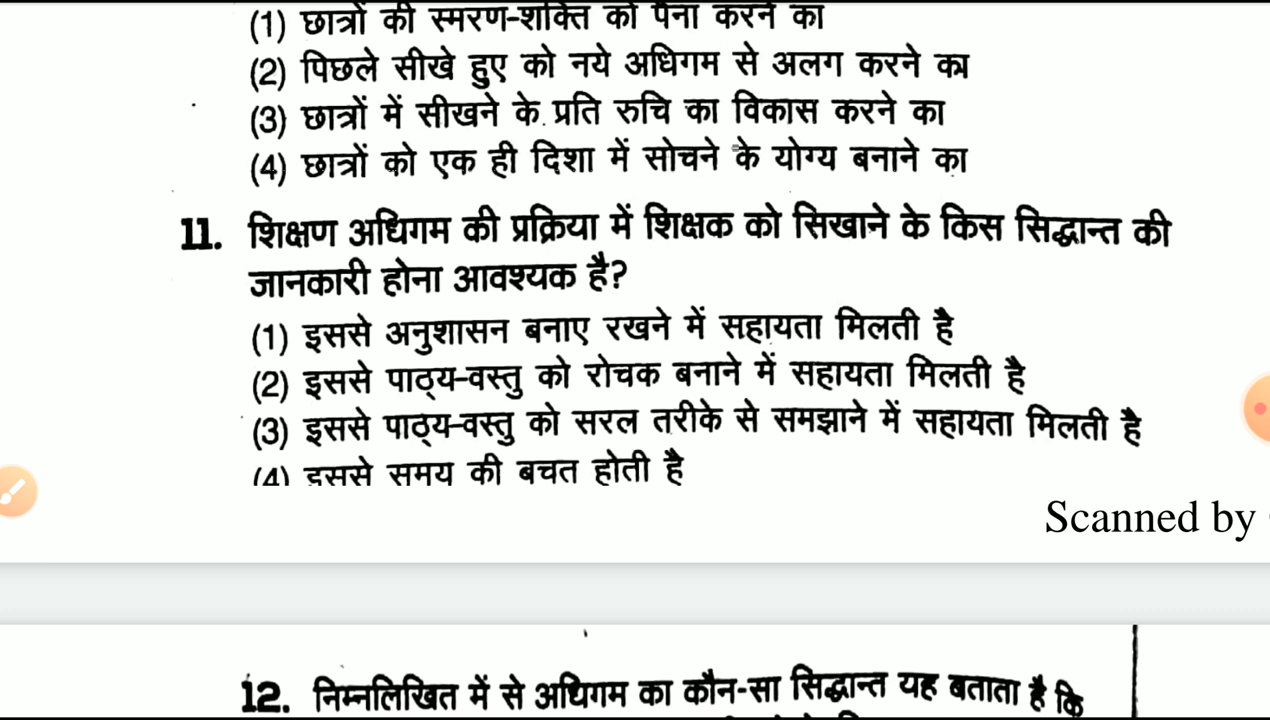 (1) छात्रों की स्मरण-शक्ति को पैना करने का
(2) पिछले सीखे हुए को नये अधिगम से अलग करने का
(3) छात्रों में सीखने के प्रति रुचि का विकास करने का
(4) छात्रों को एक ही दिशा में सोचने के योग्य बनाने का
11. शिक्षण अधिगम की प्रक्रिया में शिक्षक को सिखाने के किस सिद्धान्त की
जानकारी होना आवश्यक है?
(1) इससे अनुशासन बनाए रखने में सहायता मिलती है
(2) इससे पाठ्य-वस्तु को रोचक बनाने में सहायता मिलती है
(3) इससे पाठ्य-वस्तु को सरल तरीके से समझाने में सहायता मिलती है
(4) इससे समय की बचत होती है
Scanned by
12. निम्नलिखित में से अधिगम का कौन-सा सिद्धान्त यह बताता है कि